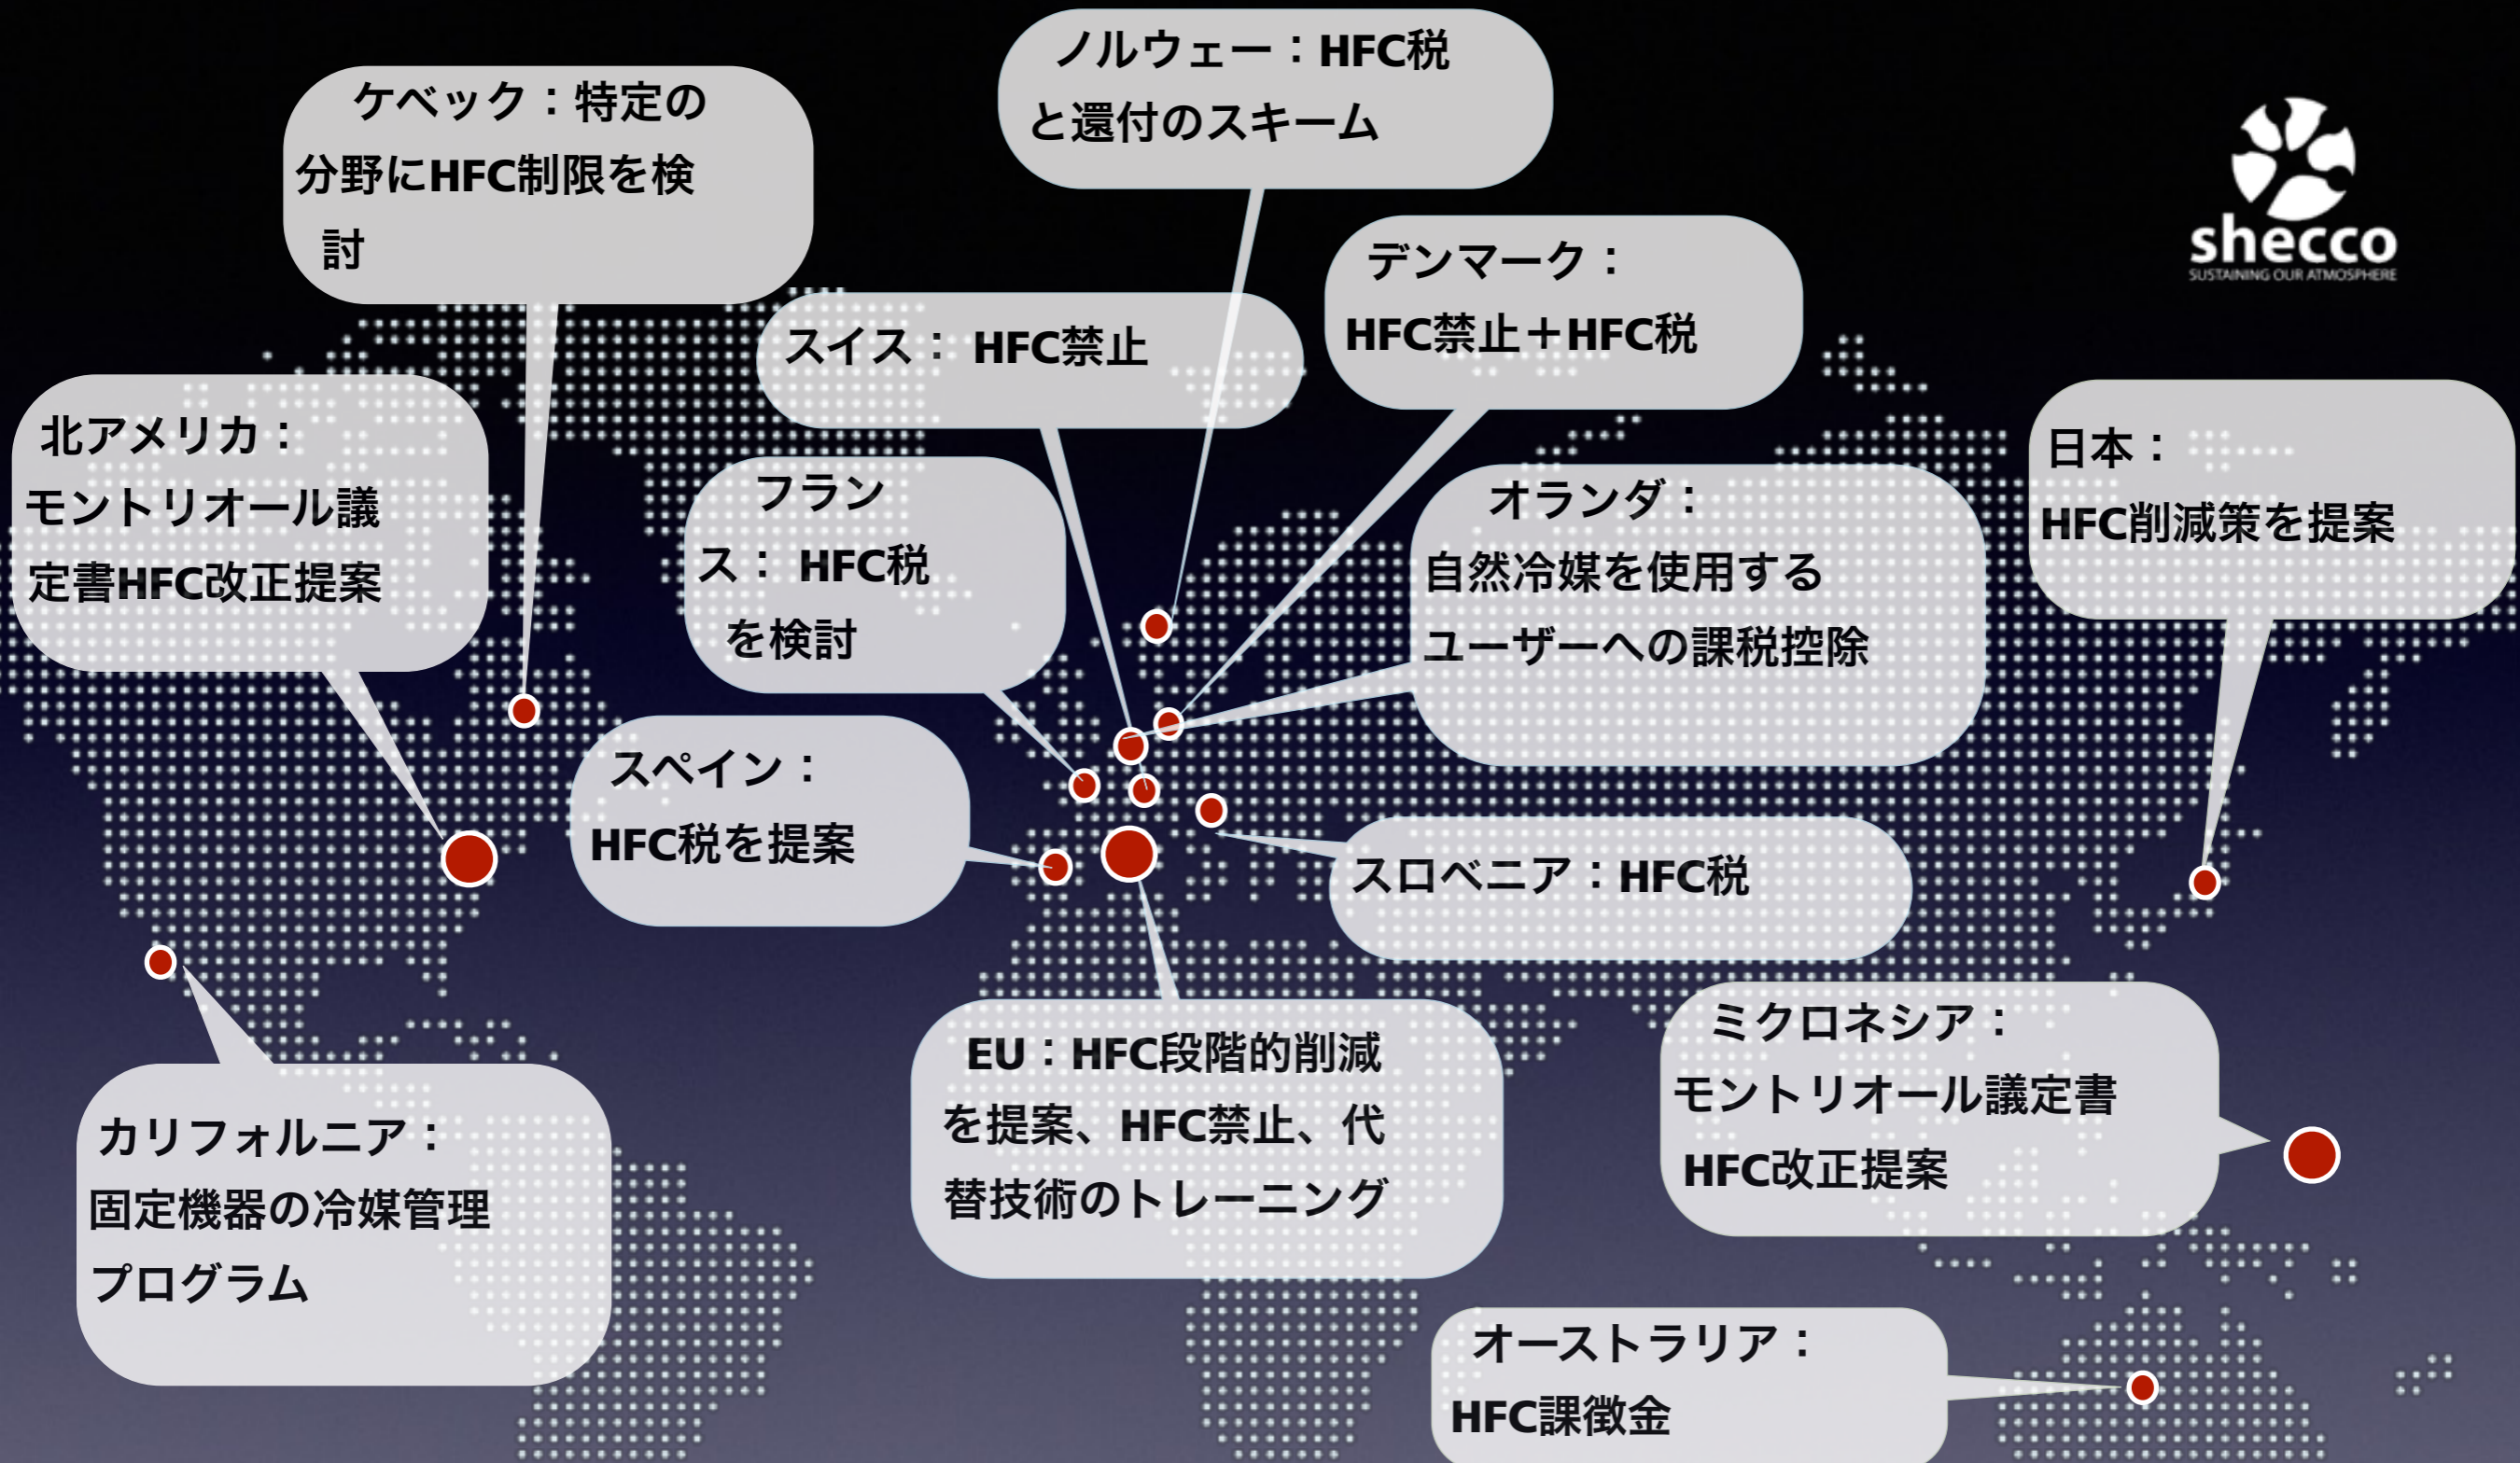 ノルウェー：HFC税
と還付のスキーム
ケベック：特定の
分野にHFC制限を検
討
shecco
SUSTAINING OUR ATMOSPHERE
デンマーク：
HFC禁止＋HFC税
スイス： HFC禁止
北アメリカ：
モントリオール議
定書HFC改正提案
フラン
ス： HFC税
を検討
オランダ：
自然冷媒を使用する
ユーザーへの課税控除
日本：
HFC削減策を提案
スペイン：
HFC税を提案
スロベニア：HFC税
カリフォルニア：
固定機器の冷媒管理
プログラム
EU：HFC段階的削減
を提案、HFC禁止、代
替技術のトレーニング
ミクロネシア：
モントリオール議定書
HFC改正提案
オーストラリア：
HFC課徴金